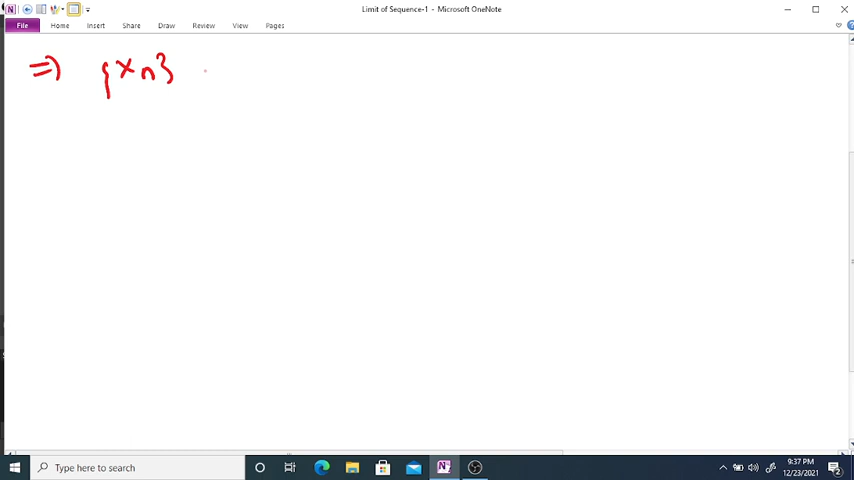 Limit of Sequence-1 - Microsoft OneNote
File Home Insert Share Draw Review View Pages
⇒ {xn}
Type here to search
9:37 PM
12/23/2021
2